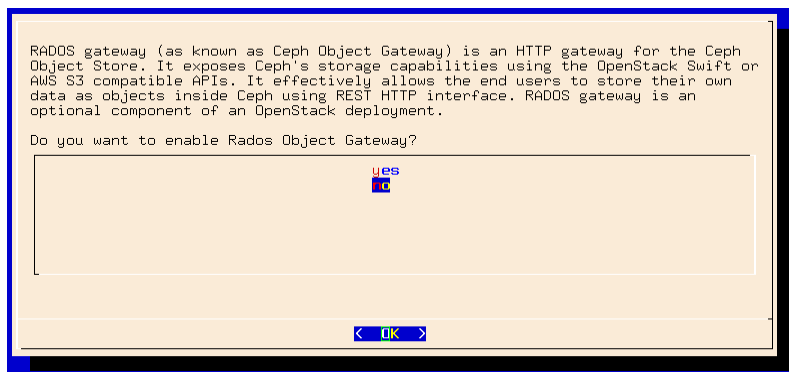 RADOS gateway (as known as Ceph Object Gateway) is an HTTP gateway for the Ceph
Object Store. It exposes Ceph's storage capabilities using the OpenStack Swift or
AWS S3 compatible APIs. It effectively allows the end users to store their own
data as objects inside Ceph using REST HTTP interface. RADOS gateway is an
optional component of an OpenStack deployment.
Do you want to enable Rados Object Gateway?
yes
no
< OK >